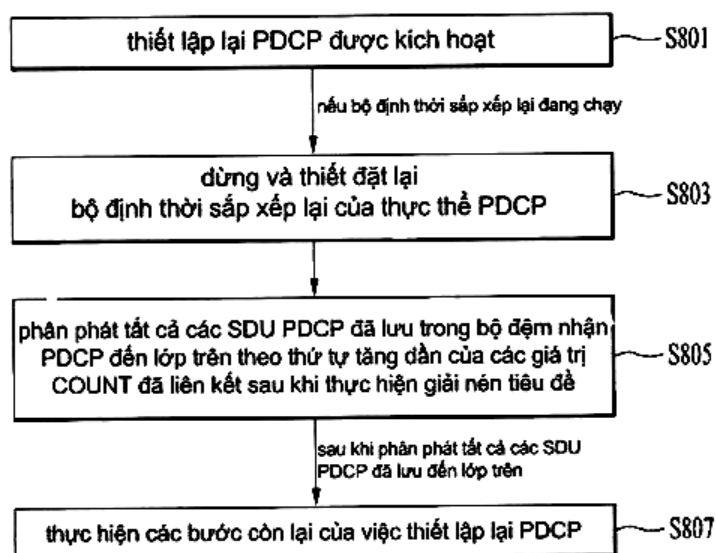 thiết lập lại PDCP được kích hoạt
S801
nếu bộ định thời sắp xếp lại đang chạy
dừng và thiết đặt lại
bộ định thời sắp xếp lại của thực thể PDCP
S803
phân phát tất cả các SDU PDCP đã lưu trong bộ đệm nhận
PDCP đến lớp trên theo thứ tự tăng dần của các giá trị
COUNT đã liên kết sau khi thực hiện giải nén tiêu đề
S805
sau khi phân phát tất cả các SDU
PDCP đã lưu đến lớp trên
thực hiện các bước còn lại của việc thiết lập lại PDCP
S807